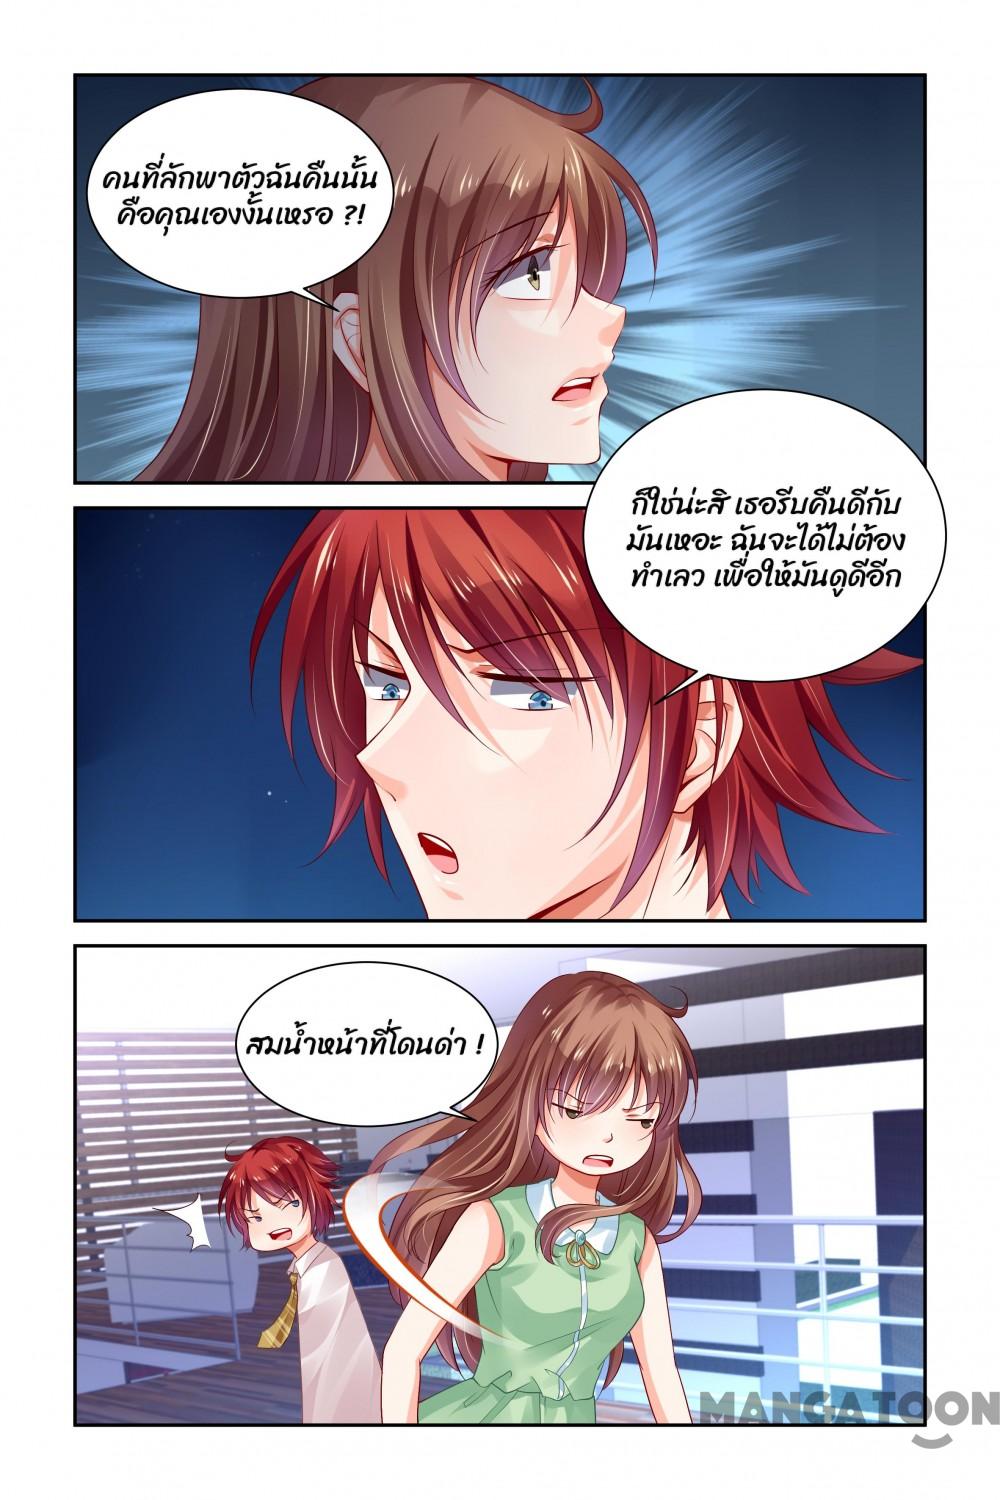 คนที่ลักพาตัวฉันคืนนั้น
คือคุณเองงั้นเหรอ ?!
ก็ใช่น่ะสิ เธอรีบคืนดีกับ
มันเหอะ ฉันจะได้ไม่ต้อง
ทำเลว เพื่อให้มันดูดีอีก
สมน้ำหน้าที่โดนด่า !
MANGATOON